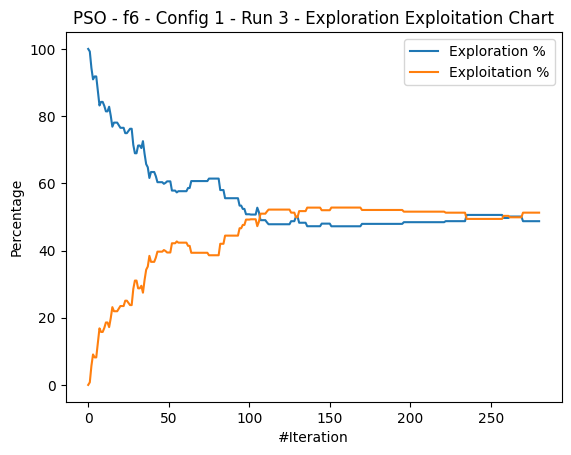 PSO - f6 - Config 1 - Run 3 - Exploration Exploitation Chart
100
80
60
40
20
0
Percentage
Exploration %
Exploitation %
0
50
100
150
200
250
#Iteration